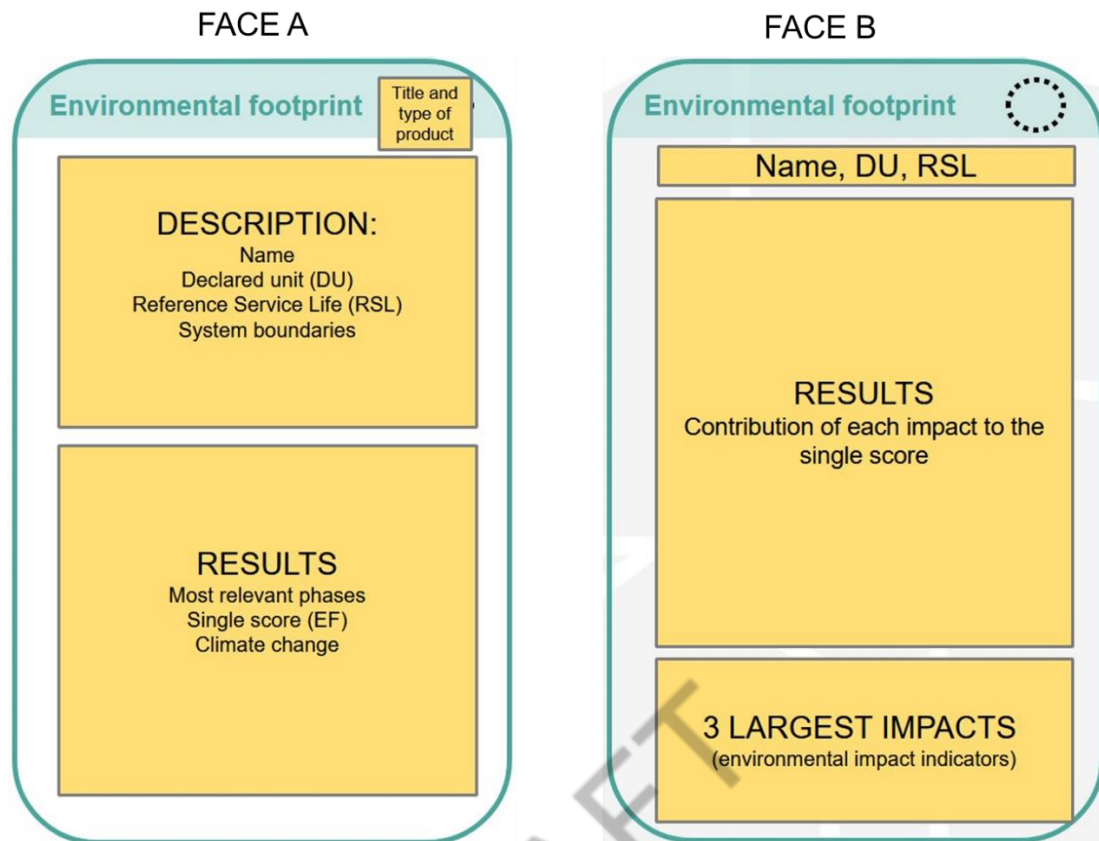 FACE A
Environmental footprint
Title and
type of
product
DESCRIPTION:
Name
Declared unit (DU)
Reference Service Life (RSL)
System boundaries
RESULTS
Most relevant phases
Single score (EF)
Climate change
FACE B
Environmental footprint
Name, DU, RSL
RESULTS
Contribution of each impact to the
single score
3 LARGEST IMPACTS
(environmental impact indicators)